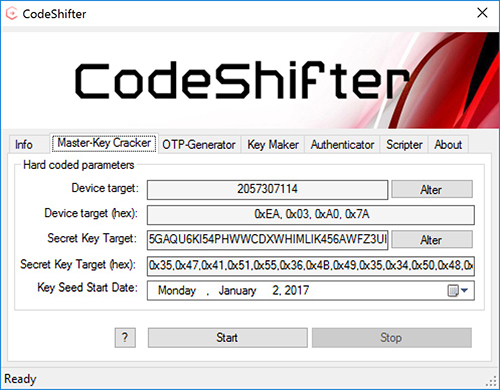 CodeShifter
CodeShifter
Info Master-Key Cracker OTP-Generator Key Maker Authenticator Scripter About
Hard coded parameters
Device target: 2057307114 Alter
Device target (hex): 0xEA, 0x03, 0xA0, 0x7A
Secret Key Target: 5GAQU6KI54PHWWCDXWHIMLIK456AWFZ3UI Alter
Secret Key Target (hex): 0x35,0x47,0x41,0x51,0x55,0x36,0x4B,0x49,0x35,0x34,0x50,0x48,0x
Key Seed Start Date: Monday , January 2, 2017
? Start Stop
Ready